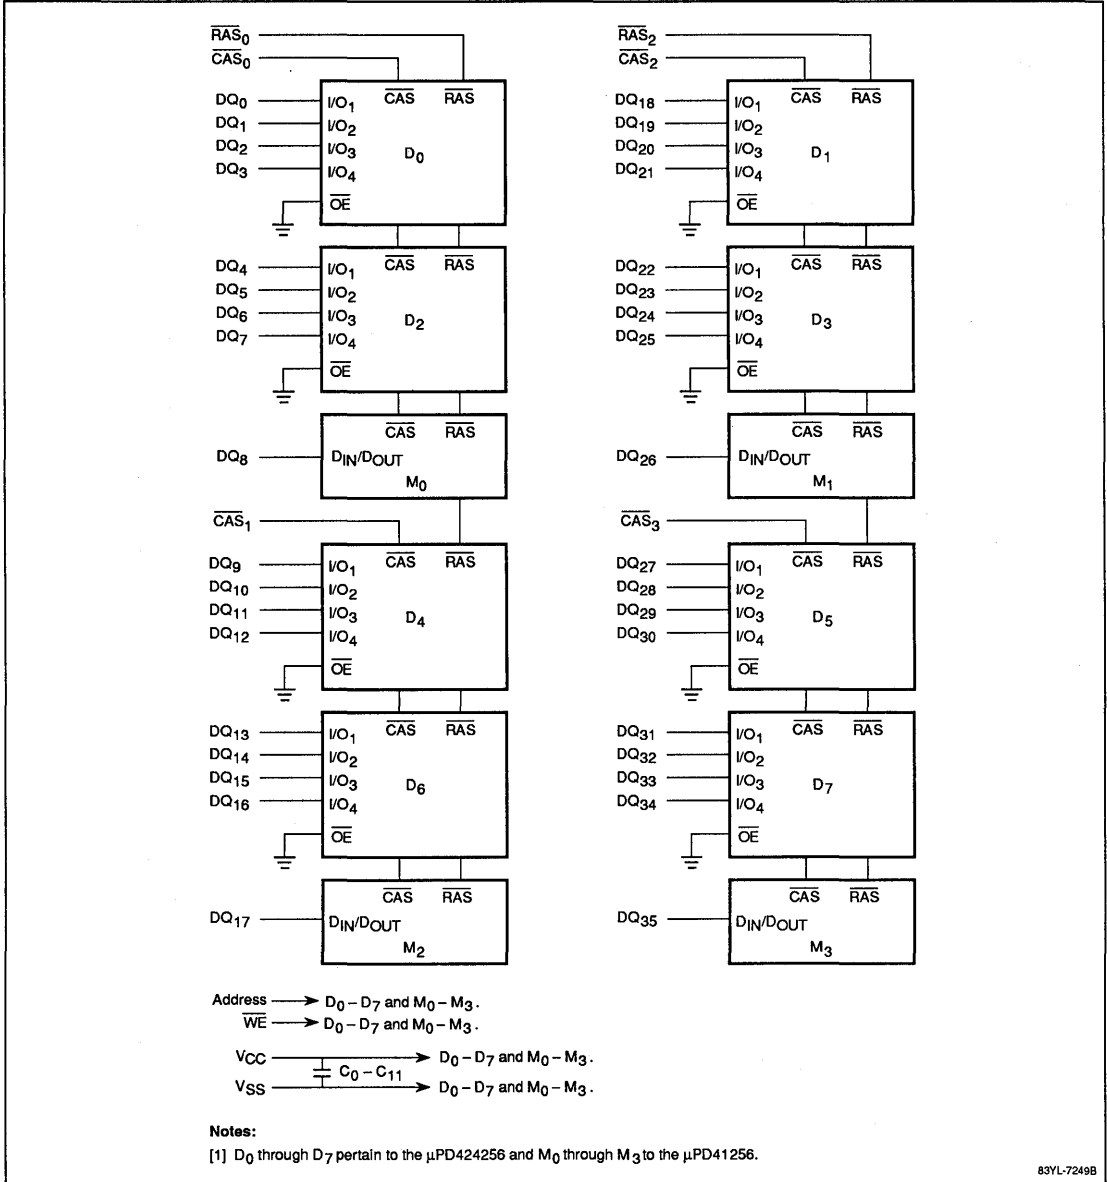 RAS0
CAS0
CAS RAS
DQ0 I/O1
DQ1 I/O2
DQ2 I/O3
DQ3 I/O4
D0
OE
CAS RAS
DQ4 I/O1
DQ5 I/O2
DQ6 I/O3
DQ7 I/O4
D2
OE
CAS RAS
DQ8 DIN/DOUT
M0
CAS1
CAS RAS
DQ9 I/O1
DQ10 I/O2
DQ11 I/O3
DQ12 I/O4
D4
OE
CAS RAS
DQ13 I/O1
DQ14 I/O2
DQ15 I/O3
DQ16 I/O4
D6
OE
CAS RAS
DQ17 DIN/DOUT
M2
RAS2
CAS2
CAS RAS
DQ18 I/O1
DQ19 I/O2
DQ20 I/O3
DQ21 I/O4
D1
OE
CAS RAS
DQ22 I/O1
DQ23 I/O2
DQ24 I/O3
DQ25 I/O4
D3
OE
CAS RAS
DQ26 DIN/DOUT
M1
CAS3
CAS RAS
DQ27 I/O1
DQ28 I/O2
DQ29 I/O3
DQ30 I/O4
D5
OE
CAS RAS
DQ31 I/O1
DQ32 I/O2
DQ33 I/O3
DQ34 I/O4
D7
OE
CAS RAS
DQ35 DIN/DOUT
M3
Address D0 – D7 and M0 – M3.
WE D0 – D7 and M0 – M3.
VCC D0 – D7 and M0 – M3.
C0 – C11
VSS D0 – D7 and M0 – M3.
Notes:
[1] D0 through D7 pertain to the µPD424256 and M0 through M3 to the µPD41256.
83YL-7249B